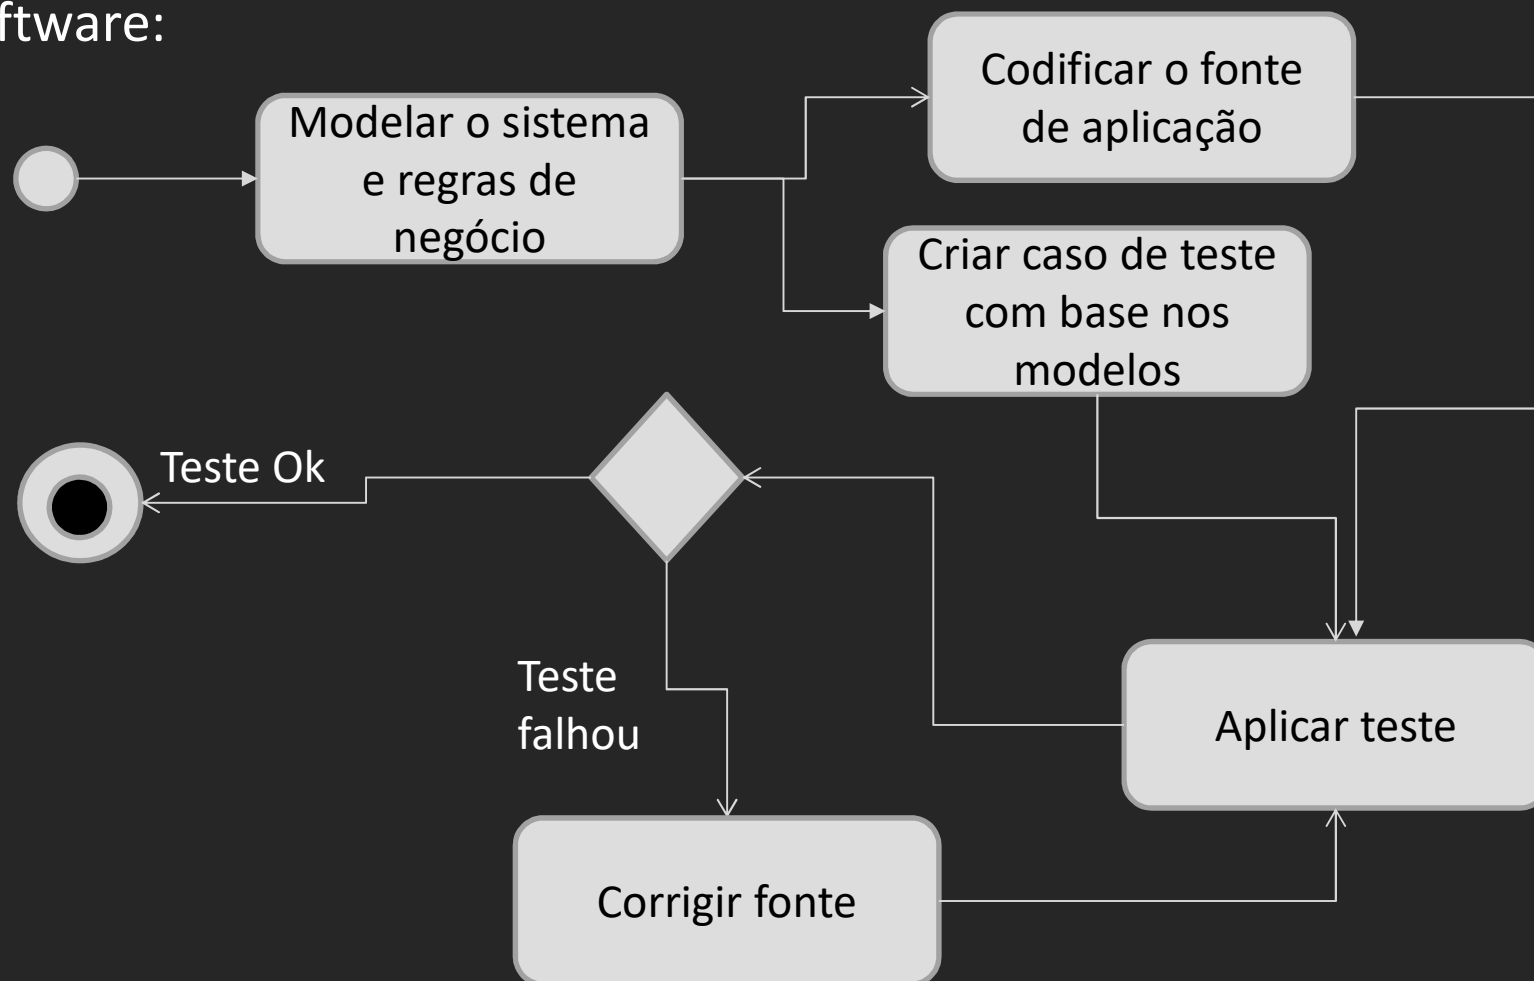 ftware:
Codificar o fonte
de aplicação
Modelar o sistema
e regras de
negócio
Criar caso de teste
com base nos
modelos
Teste Ok
Teste
falhou
Aplicar teste
Corrigir fonte